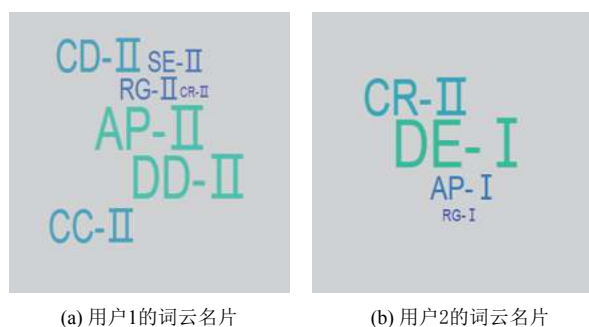 CD-Ⅱ SE-Ⅱ
RG-Ⅱ CR-Ⅱ
AP-Ⅱ
DD-Ⅱ
CC-Ⅱ
(a) 用户1的词云名片
CR-Ⅱ
DE-Ⅰ
AP-Ⅰ
RG-Ⅰ
(b) 用户2的词云名片